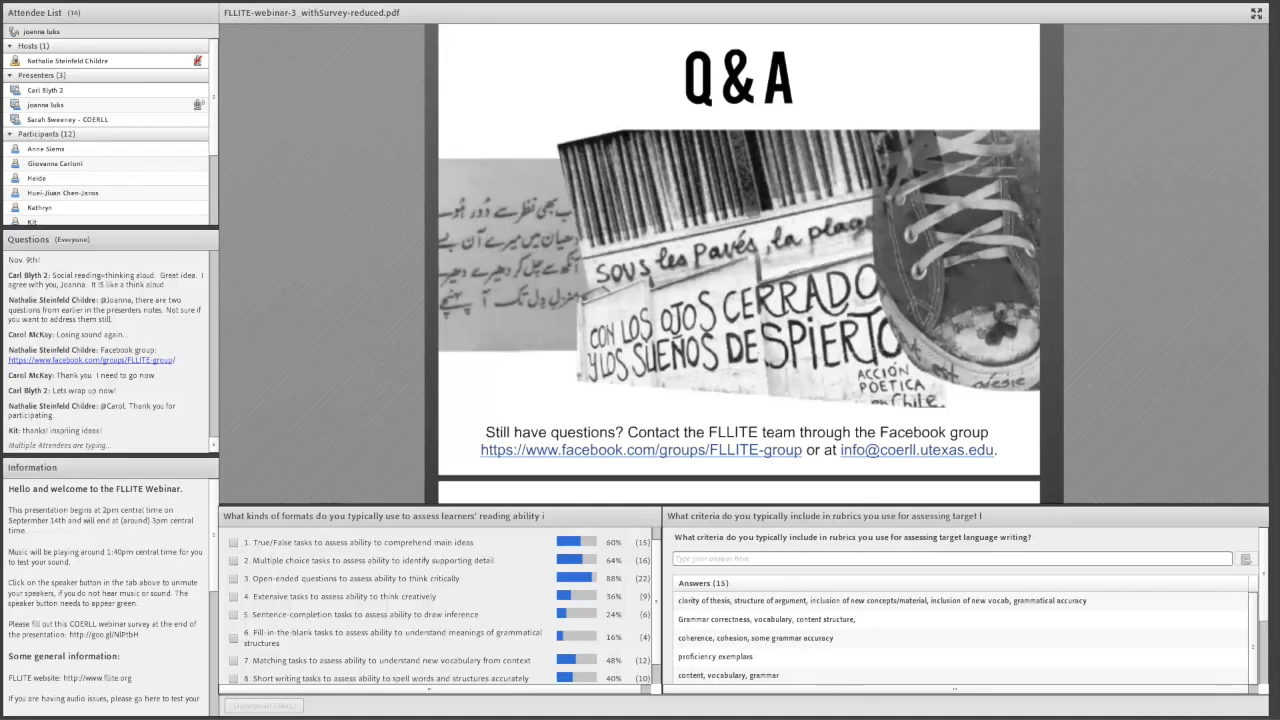 Attendee List (16)
joanna luks
Hosts (1)
Nathalie Steinfeld Childre
Presenters (3)
Carl Blyth 2
joanna luks
Sarah Sweeney - COERLL
Participants (12)
Anne Siems
Giovanna Carloni
Heide
Huei-Jiuan Chen-Jaros
Kathryn
Kit
Questions (Everyone)
Nov. 9th!
Carl Blyth 2: Social reading=thinking aloud. Great idea. I
agree with you, Joanna. IT IS like a think aloud
Nathalie Steinfeld Childre: @Joanna, there are two
questions from earlier in the presenters notes. Not sure if
you want to address them still.
Carol McKay: Losing sound again...
Nathalie Steinfeld Childre: Facebook group:
https://www.facebook.com/groups/FLLITE-group/
Carol McKay: Thank you. I need to go now.
Carl Blyth 2: Lets wrap up now!
Nathalie Steinfeld Childre: @Carol. Thank you for
participating
Kit: thanks! inspriing ideas!
Multiple Attendees are typing...
Information
Hello and welcome to the FLLITE Webinar.
This presentation begins at 2pm central time on
Septermber 14th and will end at (around) 3pm central
time.
Music will be playing around 1:40pm central time for you
to test your sound.
Click on the speaker button in the tab above to unmute
your speakers, if you do not hear music or sound. The
speaker button needs to appear green.
Please fill out this COERLL webinar survey at the end of
the presentation: http://goo.gl/NlPtbH
Some general information:
FLLITE website: http://www.fllite.org
If you are having audio issues, please go here to test your
FLLITE-webinar-3_withSurvey-reduced.pdf
Q & A
SOUS les Pavés, la plage
CON LOS OJOS CERRADO
Y LOS SUEÑOS DESPIERTO
ACCIÓN
POÉTICA
en Chile.
est poésie
Still have questions? Contact the FLLITE team through the Facebook group
https://www.facebook.com/groups/FLLITE-group or at info@coerll.utexas.edu.
What kinds of formats do you typically use to assess learners' reading ability i
1. True/False tasks to assess ability to comprehend main ideas 60% (15)
2. Multiple choice tasks to assess ability to identify supporting detail 64% (16)
3. Open-ended questions to assess ability to think critically 88% (22)
4. Extensive tasks to assess ability to think creatively 36% (9)
5. Sentence-completion tasks to assess ability to draw inference 24% (6)
6. Fill-in-the-blank tasks to assess ability to understand meanings of grammatical
structures 16% (4)
7. Matching tasks to assess ability to understand new vocabulary from context 48% (12)
8. Short writing tasks to assess ability to spell words and structures accurately 40% (10)
Download File(s)
What criteria do you typically include in rubrics you use for assessing target l
What criteria do you typically include in rubrics you use for assessing target language writing?
Type your answer here.
Answers (15)
clarity of thesis, structure of argument, inclusion of new concepts/material, inclusion of new vocab, grammatical accuracy
Grammar correctness, vocabulary, content structure,
coherence, cohesion, some grammar accuracy
proficiency exemplars
content, vocabulary, grammar